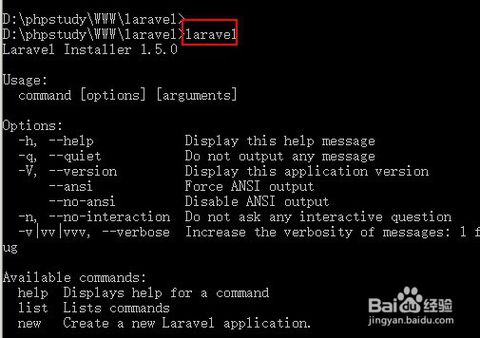 D:\phpstudy\WWW\laravel>
D:\phpstudy\WWW\laravel>laravel
Laravel Installer 1.5.0
Usage:
command [options] [arguments]
Options:
-h, --help Display this help message
-q, --quiet Do not output any message
-V, --version Display this application version
--ansi Force ANSI output
--no-ansi Disable ANSI output
-n, --no-interaction Do not ask any interactive question
-v|vv|vvv, --verbose Increase the verbosity of messages: 1 f
ug
Available commands:
help Displays help for a command
list Lists commands
new Create a new Laravel application.
Baidu 经验
jingyan.baidu.com